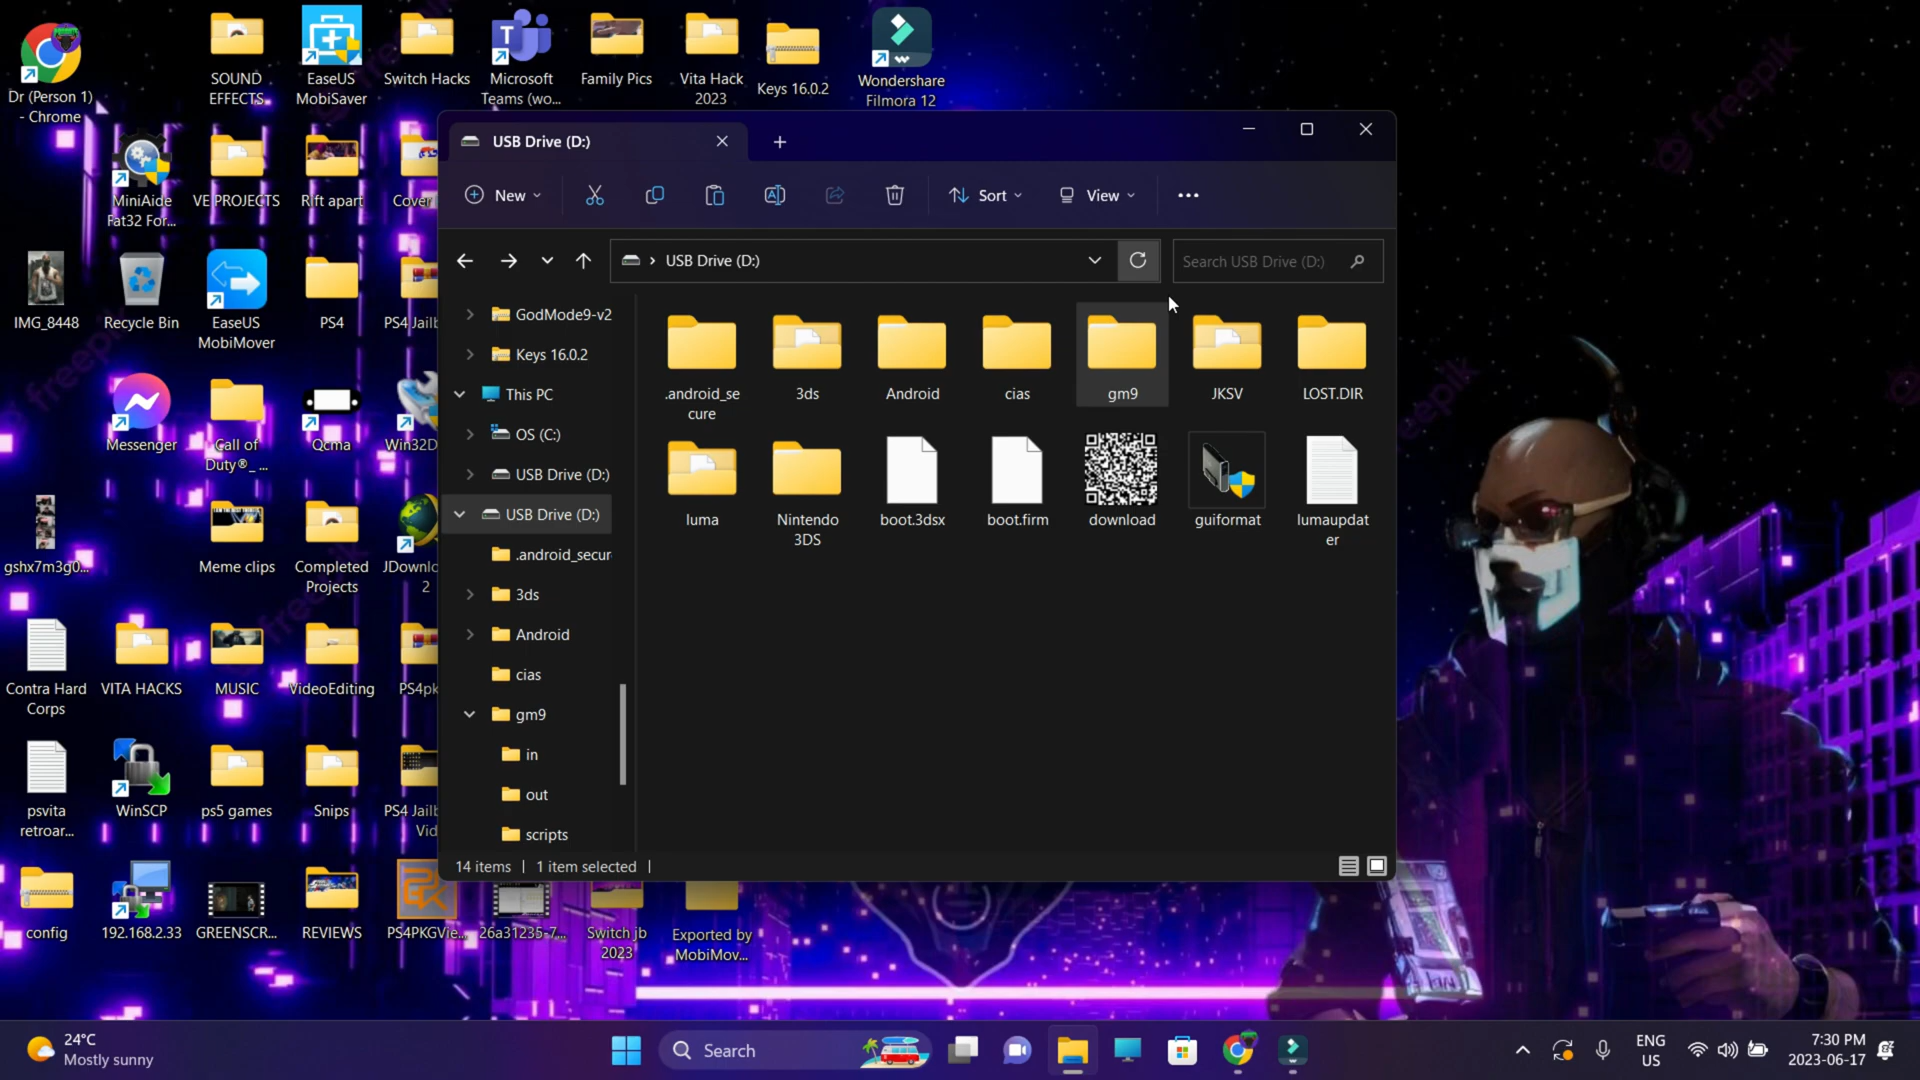 Dr (Person 1)
- Chrome
SOUND
EFFECTS
EaseUS
MobiSaver
Switch Hacks
Microsoft
Teams (wo...
Family Pics
Vita Hack
2023
Keys 16.0.2
Wondershare
Filmora 12
MiniAide
Fat32 For...
VE PROJECTS
Rift apart
Cover
IMG_8448
Recycle Bin
EaseUS
MobiMover
PS4
PS4 Jailb
Messenger
Call of
Duty®_ ...
Qcma
Win32D
gshx7m3g0...
Meme clips
Completed
Projects
JDownlo
2
Contra Hard
Corps
VITA HACKS
MUSIC
VideoEditing
PS4pk
psvita
retroar...
WinSCP
ps5 games
Snips
PS4 Jailb
Vid
config
192.168.2.33
GREENSCR...
REVIEWS
PS4PKGVie...
26a31235-7...
Switch jb
2023
Exported by
MobiMov...
USB Drive (D:)
New
Sort
View
USB Drive (D:)
Search USB Drive (D:)
GodMode9-v2
Keys 16.0.2
This PC
OS (C:)
USB Drive (D:)
USB Drive (D:)
.android_secur
3ds
Android
cias
gm9
in
out
scripts
.android_se
cure
3ds
Android
cias
gm9
JKSV
LOST.DIR
luma
Nintendo
3DS
boot.3dsx
boot.firm
download
guiformat
lumaupdat
er
14 items
1 item selected
freepik
freepik
24°C
Mostly sunny
Search
ENG
US
7:30 PM
2023-06-17